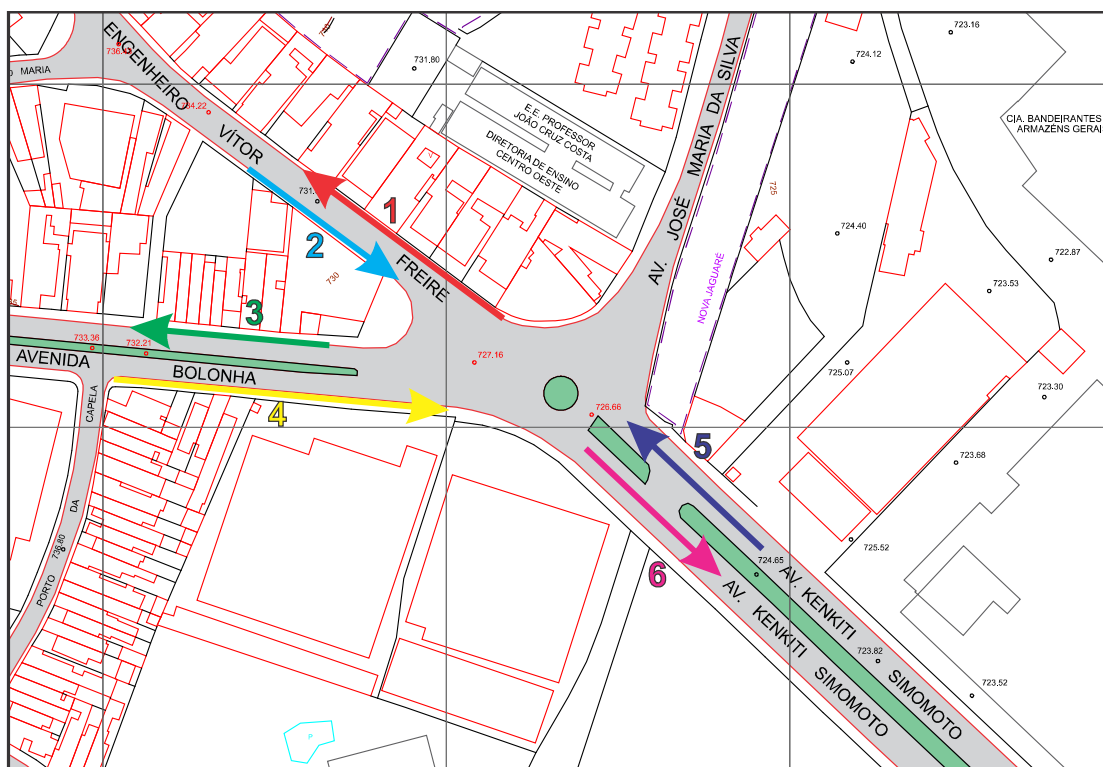 ENGENHEIRO
VÍTOR
FREIRE
MARIA
731.80
723.16
724.12
CIA. BANDEIRANTES
ARMAZÉNS GERAI
E.E. PROFESSOR
JOÃO CRUZ COSTA
DIRETORIA DE ENSINO
CENTRO OESTE
AV. JOSÉ MARIA DA SILVA
NOVA JAGUARÉ
725
734.22
1
2
730
3
724.40
722.87
723.53
733.36
732.21
AVENIDA
BOLONHA
727.16
725.07
723.30
CAPELA
DA
PORTO
4
726.66
5
723.68
736.80
725.52
6
724.65
AV. KENKITI SIMOMOTO
AV. KENKITI SIMOMOTO
723.82
723.52
P